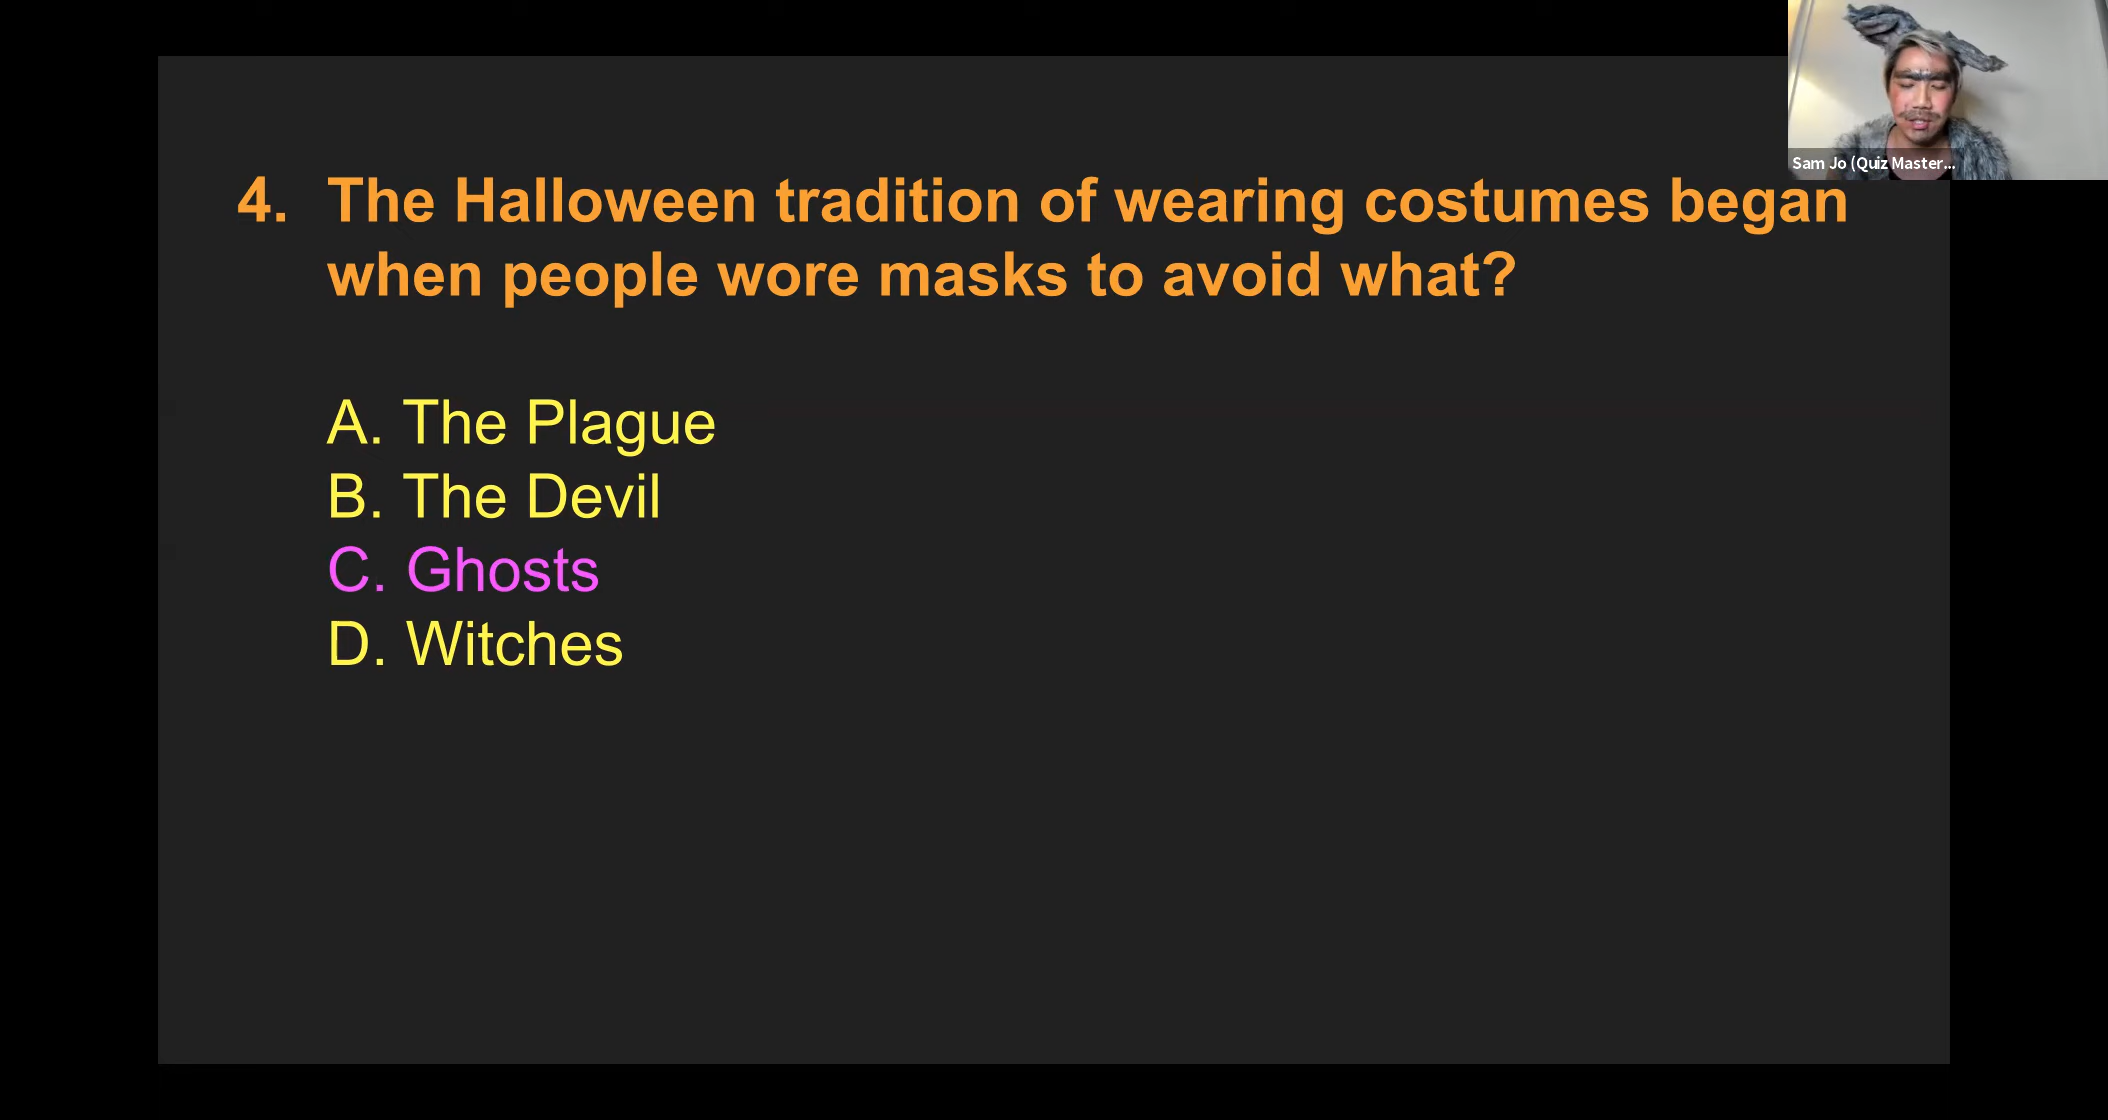 Sam Jo (Quiz Master...
4. The Halloween tradition of wearing costumes began
when people wore masks to avoid what?
A. The Plague
B. The Devil
C. Ghosts
D. Witches